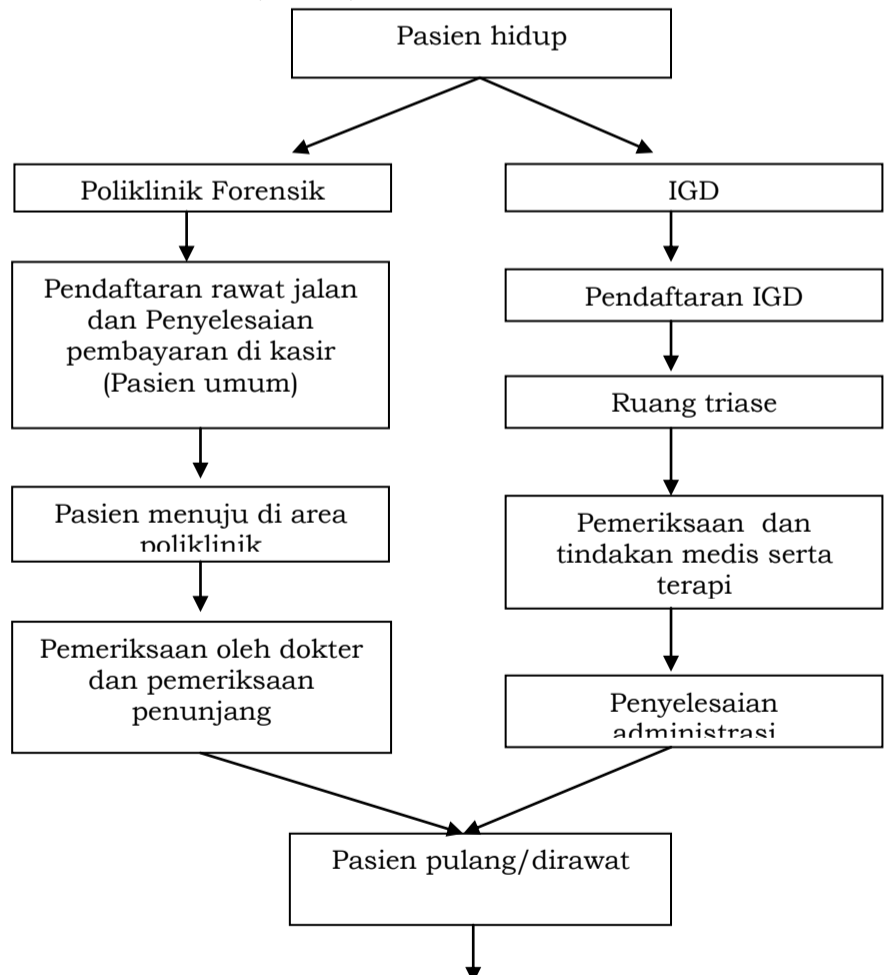 Pasien hidup
Poliklinik Forensik
IGD
Pendaftaran rawat jalan
dan Penyelesaian
pembayaran di kasir
(Pasien umum)
Pendaftaran IGD
Ruang triase
Pasien menuju di area
poliklinik
Pemeriksaan dan
tindakan medis serta
terapi
Pemeriksaan oleh dokter
dan pemeriksaan
penunjang
Penyelesaian
administrasi
Pasien pulang/dirawat